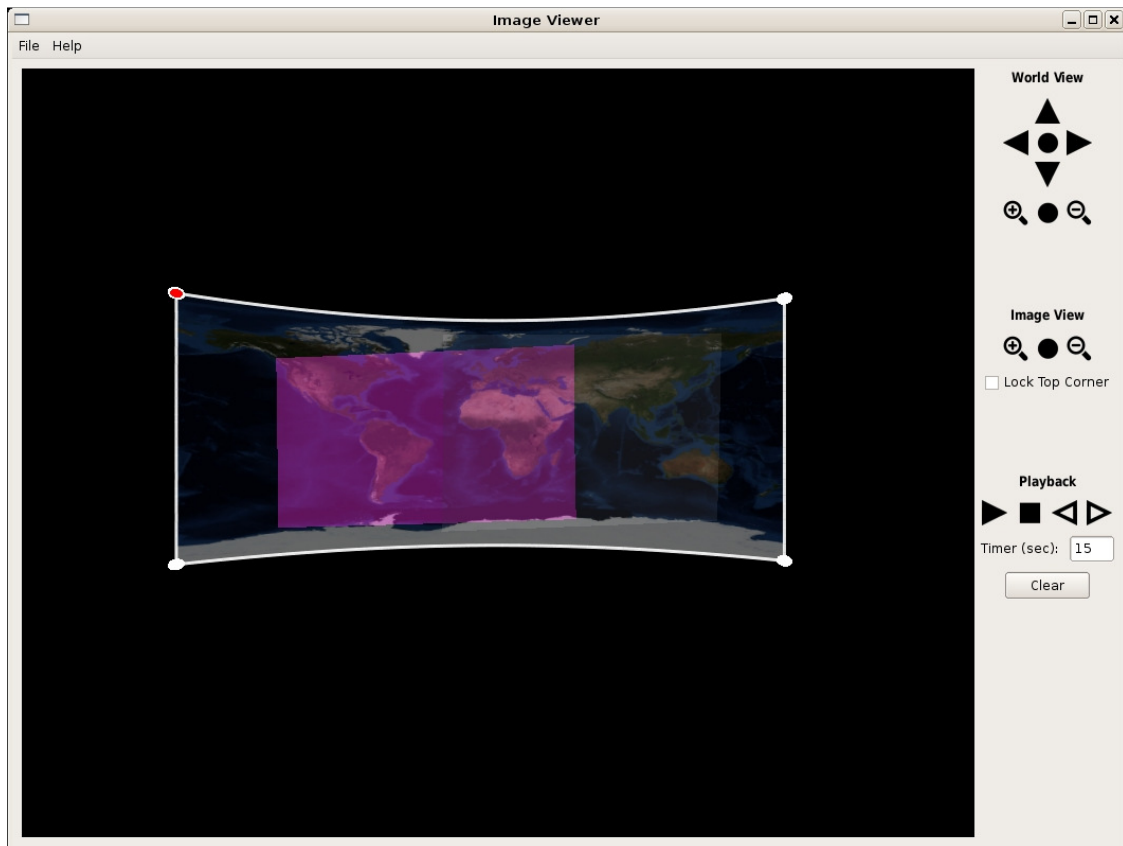 Image Viewer
File Help
World View
Image View
Lock Top Corner
Playback
Timer (sec): 15
Clear